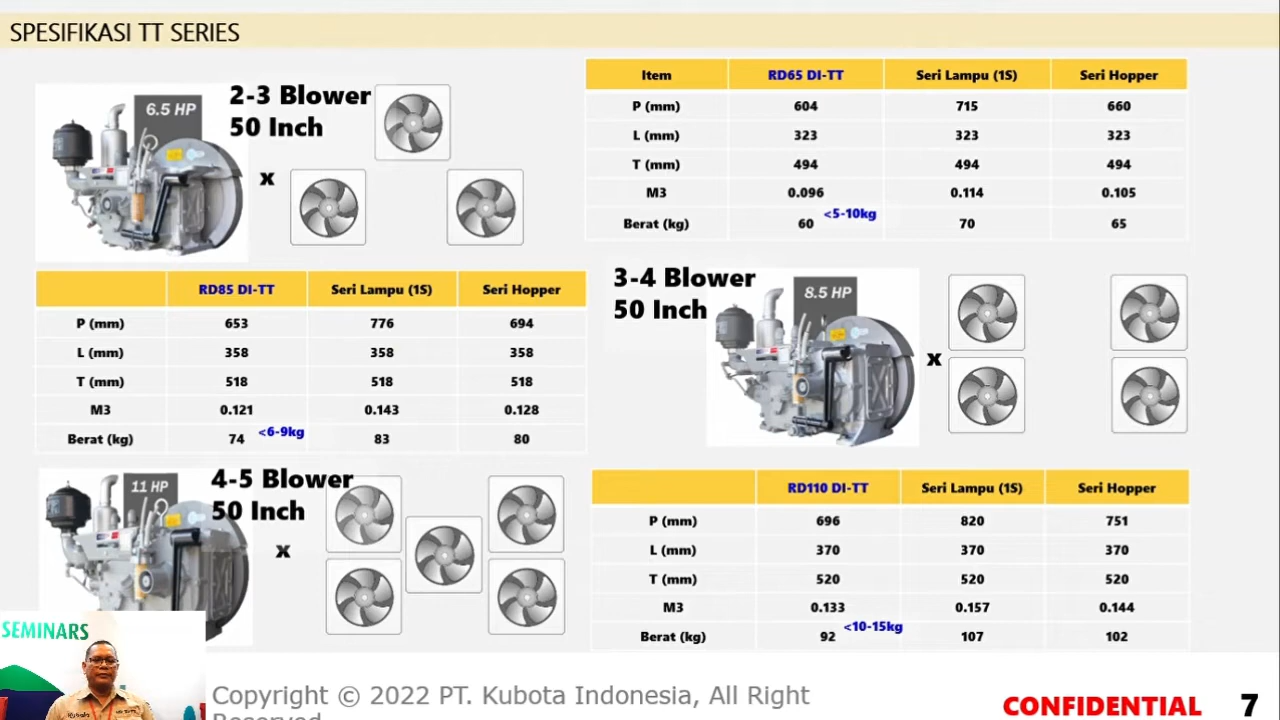 SPESIFIKASI TT SERIES
6.5 HP
2-3 Blower
50 Inch
x
Item RD65 DI-TT Seri Lampu (1S) Seri Hopper
P (mm) 604 715 660
L (mm) 323 323 323
T (mm) 494 494 494
M3 0.096 0.114 0.105
Berat (kg) 60 <5-10kg 70 65
RD85 DI-TT Seri Lampu (1S) Seri Hopper
P (mm) 653 776 694
L (mm) 358 358 358
T (mm) 518 518 518
M3 0.121 0.143 0.128
Berat (kg) 74 <6-9kg 83 80
3-4 Blower
50 Inch
8.5 HP
x
11 HP
4-5 Blower
50 Inch
x
RD110 DI-TT Seri Lampu (1S) Seri Hopper
P (mm) 696 820 751
L (mm) 370 370 370
T (mm) 520 520 520
M3 0.133 0.157 0.144
Berat (kg) 92 <10-15kg 107 102
SEMINARS
Kubota
Copyright © 2022 PT. Kubota Indonesia, All Right
Reserved
CONFIDENTIAL
7